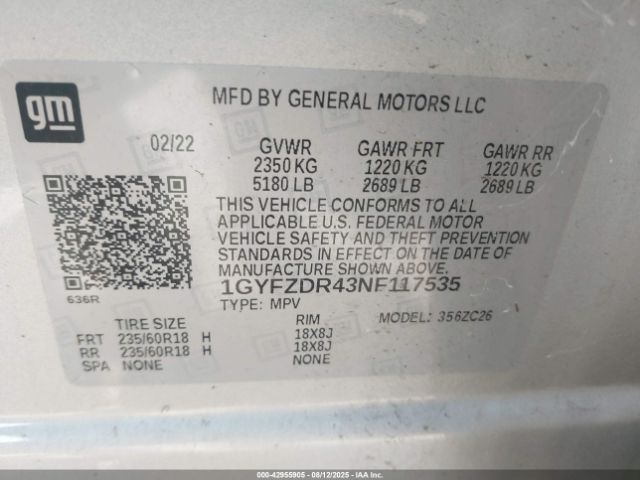 gm
MFD BY GENERAL MOTORS LLC
02/22 GVWR GAWR FRT GAWR RR
2350 KG 1220 KG 1220 KG
5180 LB 2689 LB 2689 LB
THIS VEHICLE CONFORMS TO ALL
APPLICABLE U.S. FEDERAL MOTOR
VEHICLE SAFETY AND THEFT PREVENTION
STANDARDS IN EFFECT ON THE DATE OF
MANUFACTURE SHOWN ABOVE.
636R
1GYFZDR43NF117535
TYPE: MPV MODEL: 356ZC26
TIRE SIZE RIM
FRT 235/60R18 H 18X8J
RR 235/60R18 H 18X8J
SPA NONE NONE
000-42955905 - 08/12/2025 - IAAI.COM